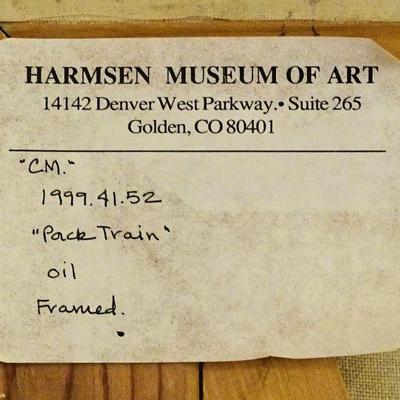 HARMSEN MUSEUM OF ART
14142 Denver West Parkway.• Suite 265
Golden, CO 80401
"CM."
1999.41.52
"Pack Train"
oil
Framed.